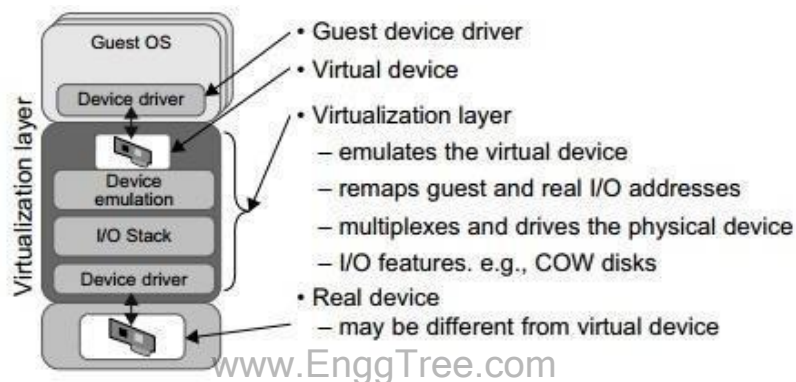 Guest OS
Device driver
Virtualization layer
Device
emulation
I/O Stack
Device driver
• Guest device driver
• Virtual device
• Virtualization layer
– emulates the virtual device
– remaps guest and real I/O addresses
– multiplexes and drives the physical device
– I/O features. e.g., COW disks
• Real device
– may be different from virtual device
www.EnggTree.com